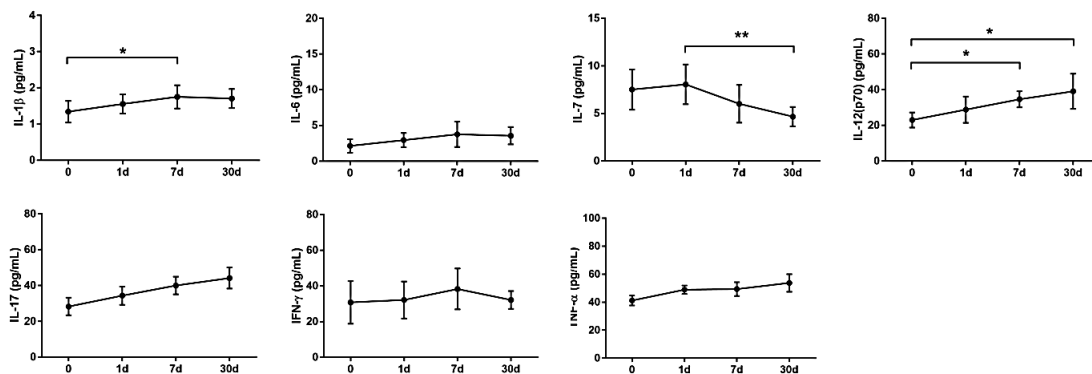 IL-1β (pg/mL)
4
3
2
1
0
*
0 1d 7d 30d
IL-6 (pg/mL)
20
15
10
5
0
0 1d 7d 30d
IL-7 (pg/mL)
15
10
5
0
**
0 1d 7d 30d
IL-12(p70) (pg/mL)
80
60
40
20
0
*
*
0 1d 7d 30d
IL-17 (pg/mL)
80
60
40
20
0
0 1d 7d 30d
IFN-γ (pg/mL)
80
60
40
20
0
0 1d 7d 30d
TNF-α (pg/mL)
100
80
60
40
20
0
0 1d 7d 30d